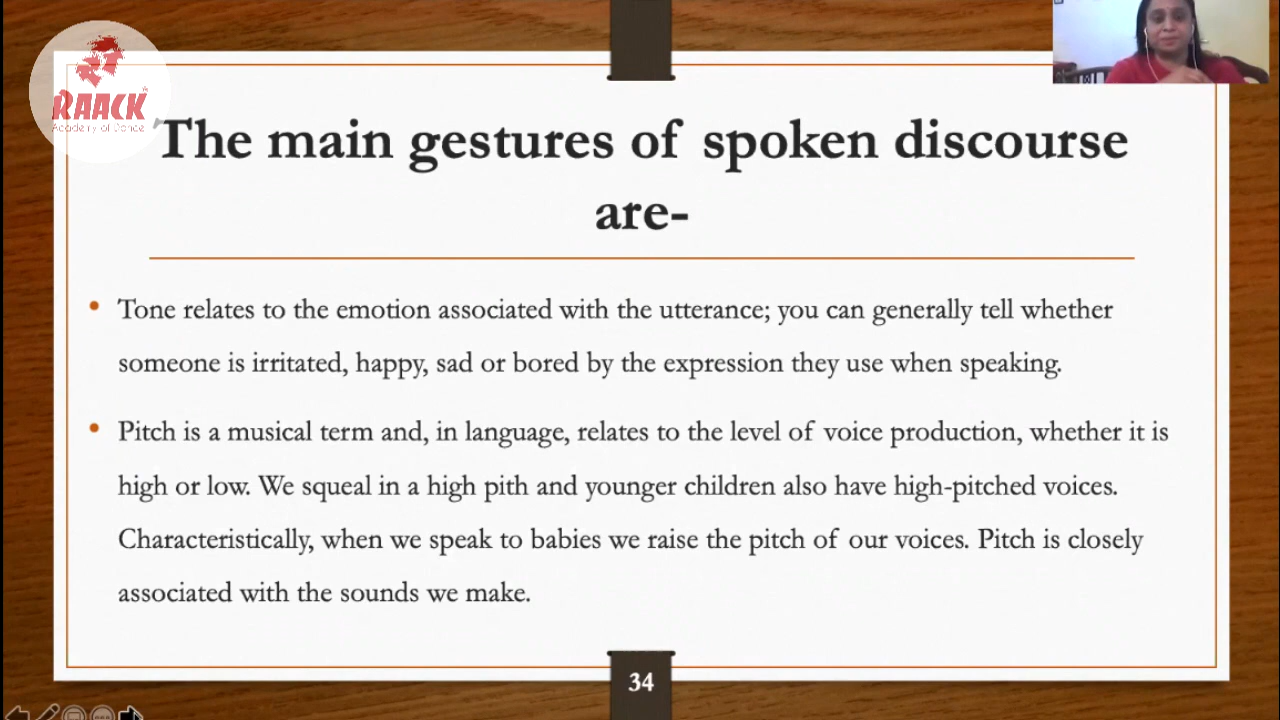 RAACK
Academy of Dance
The main gestures of spoken discourse
are-
• Tone relates to the emotion associated with the utterance; you can generally tell whether
someone is irritated, happy, sad or bored by the expression they use when speaking.
• Pitch is a musical term and, in language, relates to the level of voice production, whether it is
high or low. We squeal in a high pith and younger children also have high-pitched voices.
Characteristically, when we speak to babies we raise the pitch of our voices. Pitch is closely
associated with the sounds we make.
34